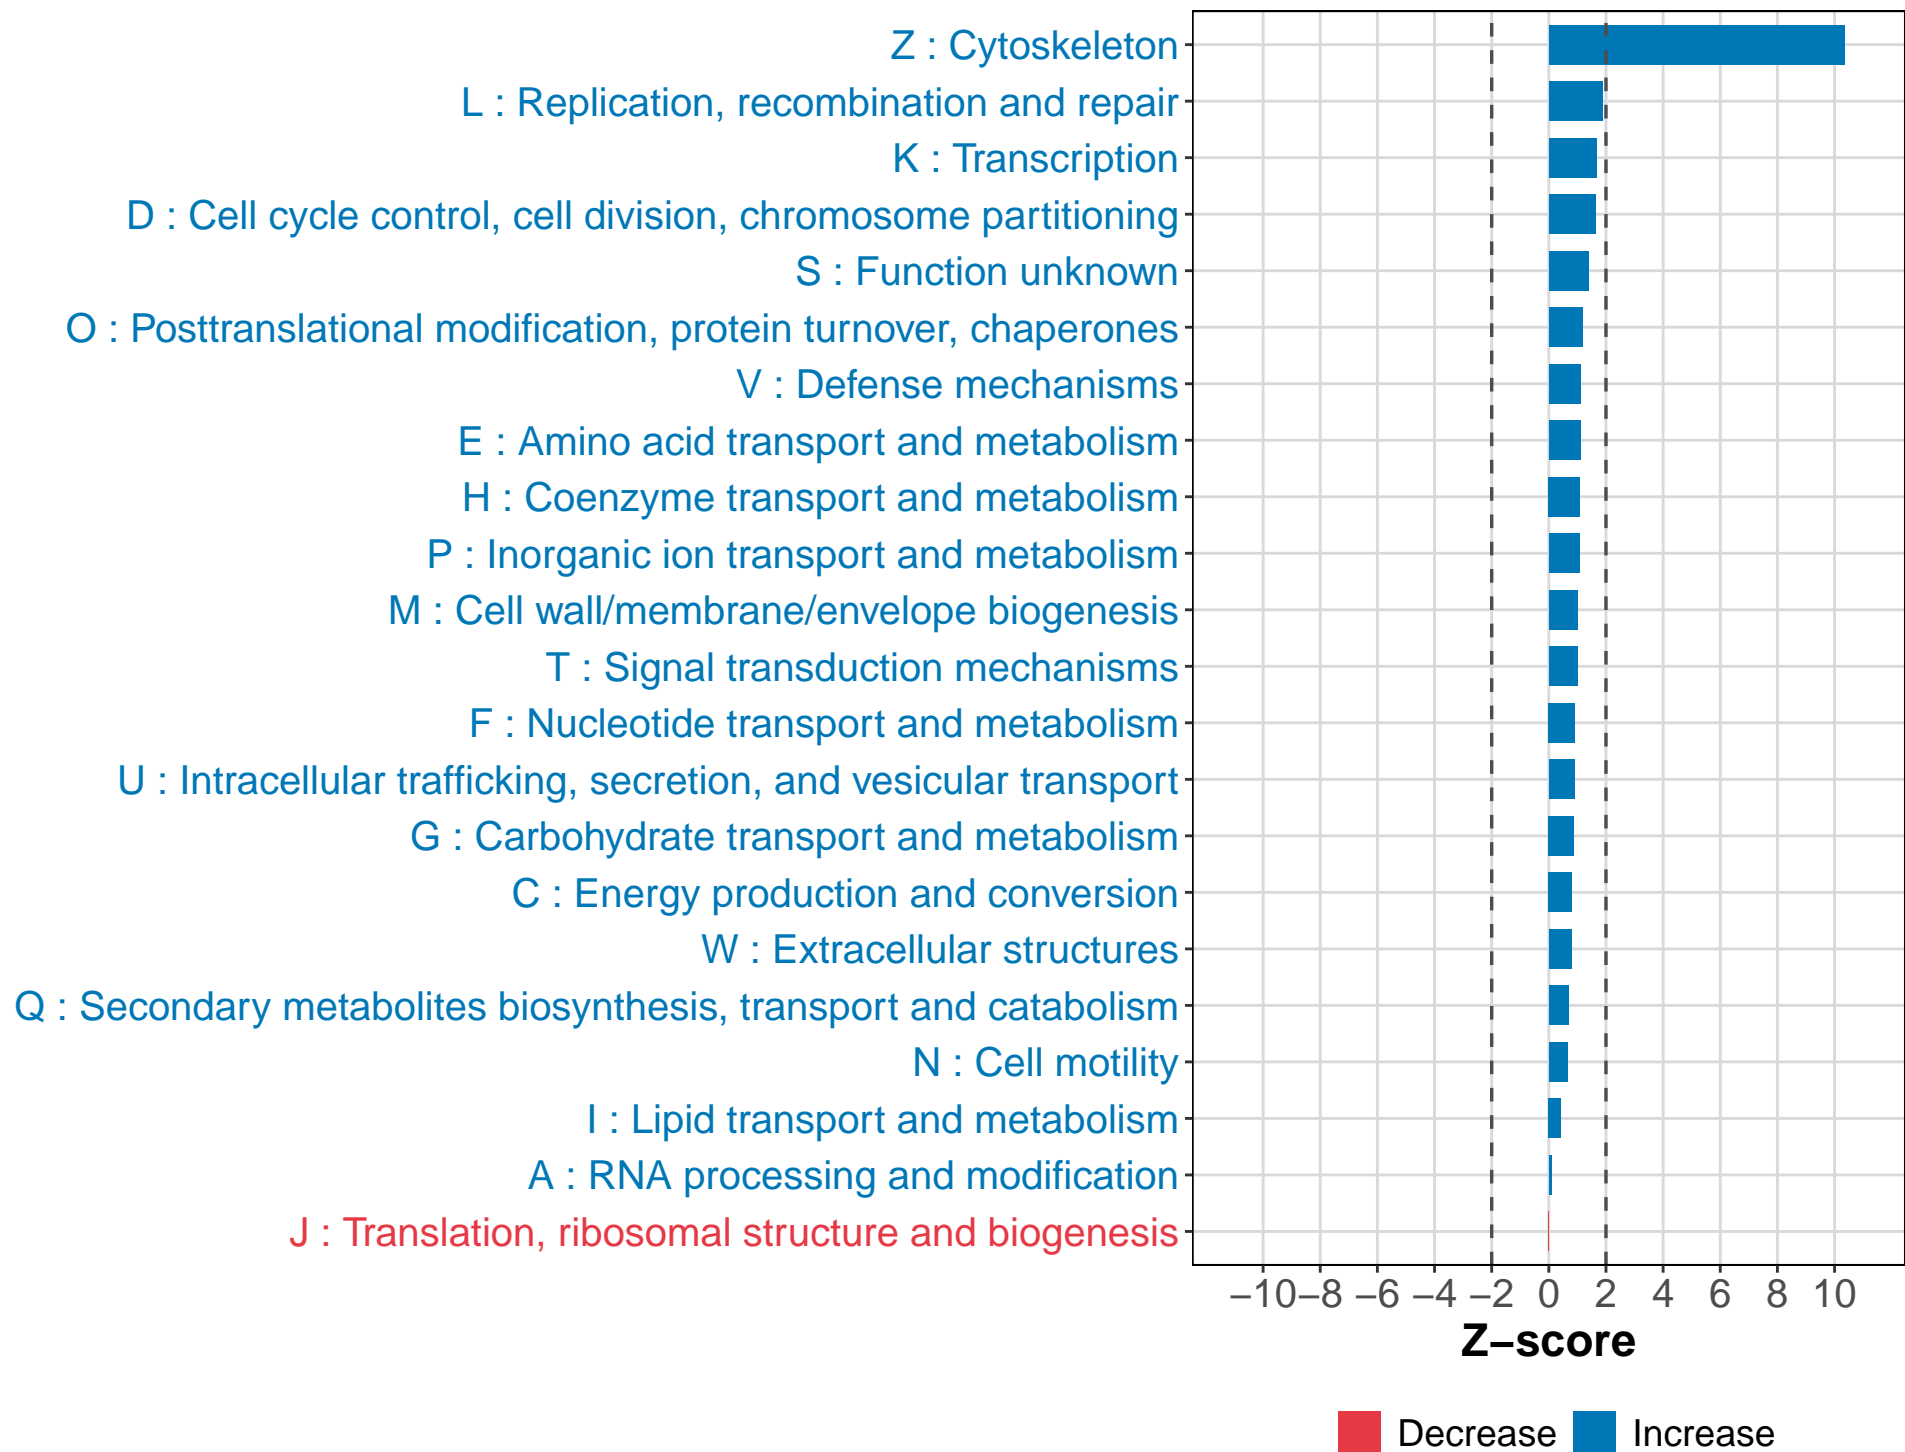 Z : Cytoskeleton
L : Replication, recombination and repair
K : Transcription
D : Cell cycle control, cell division, chromosome partitioning
S : Function unknown
O : Posttranslational modification, protein turnover, chaperones
V : Defense mechanisms
E : Amino acid transport and metabolism
H : Coenzyme transport and metabolism
P : Inorganic ion transport and metabolism
M : Cell wall/membrane/envelope biogenesis
T : Signal transduction mechanisms
F : Nucleotide transport and metabolism
U : Intracellular trafficking, secretion, and vesicular transport
G : Carbohydrate transport and metabolism
C : Energy production and conversion
W : Extracellular structures
Q : Secondary metabolites biosynthesis, transport and catabolism
N : Cell motility
I : Lipid transport and metabolism
A : RNA processing and modification
J : Translation, ribosomal structure and biogenesis
−10 −8 −6 −4 −2 0 2 4 6 8 10
Z−score
Decrease Increase